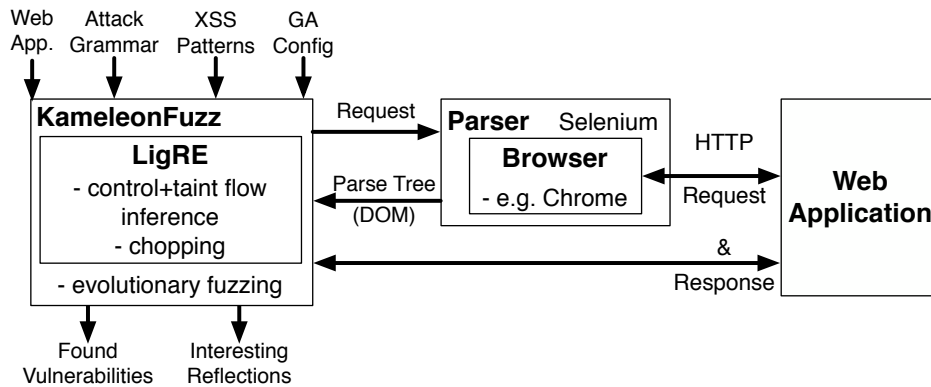 Web
App.
Attack
Grammar
XSS
Patterns
GA
Config
KameleonFuzz
LigRE
- control+taint flow
inference
- chopping
- evolutionary fuzzing
Request
Parse Tree
(DOM)
Parser Selenium
Browser
- e.g. Chrome
HTTP
Request
&
Response
Web
Application
Found
Vulnerabilities
Interesting
Reflections